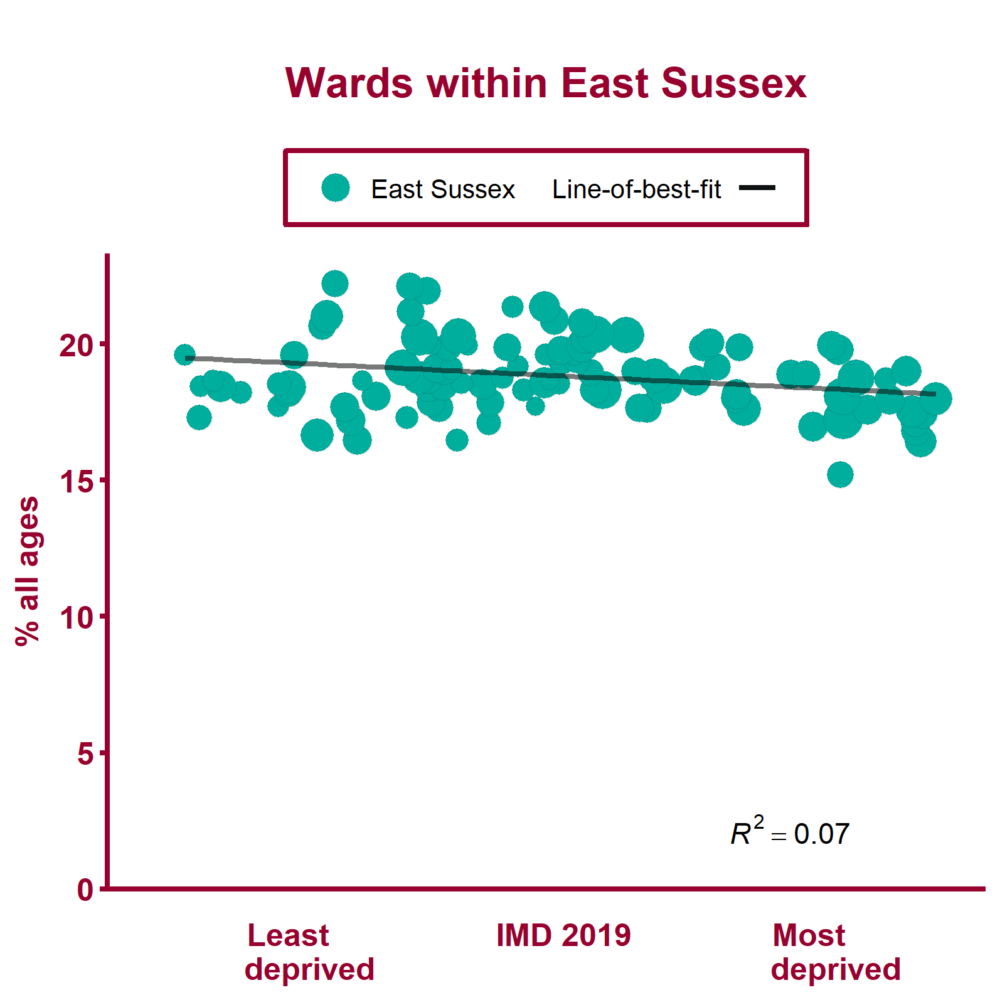 Wards within East Sussex
East Sussex Line-of-best-fit
20
15
10
5
0
% all ages
R² = 0.07
Least deprived
IMD 2019
Most deprived